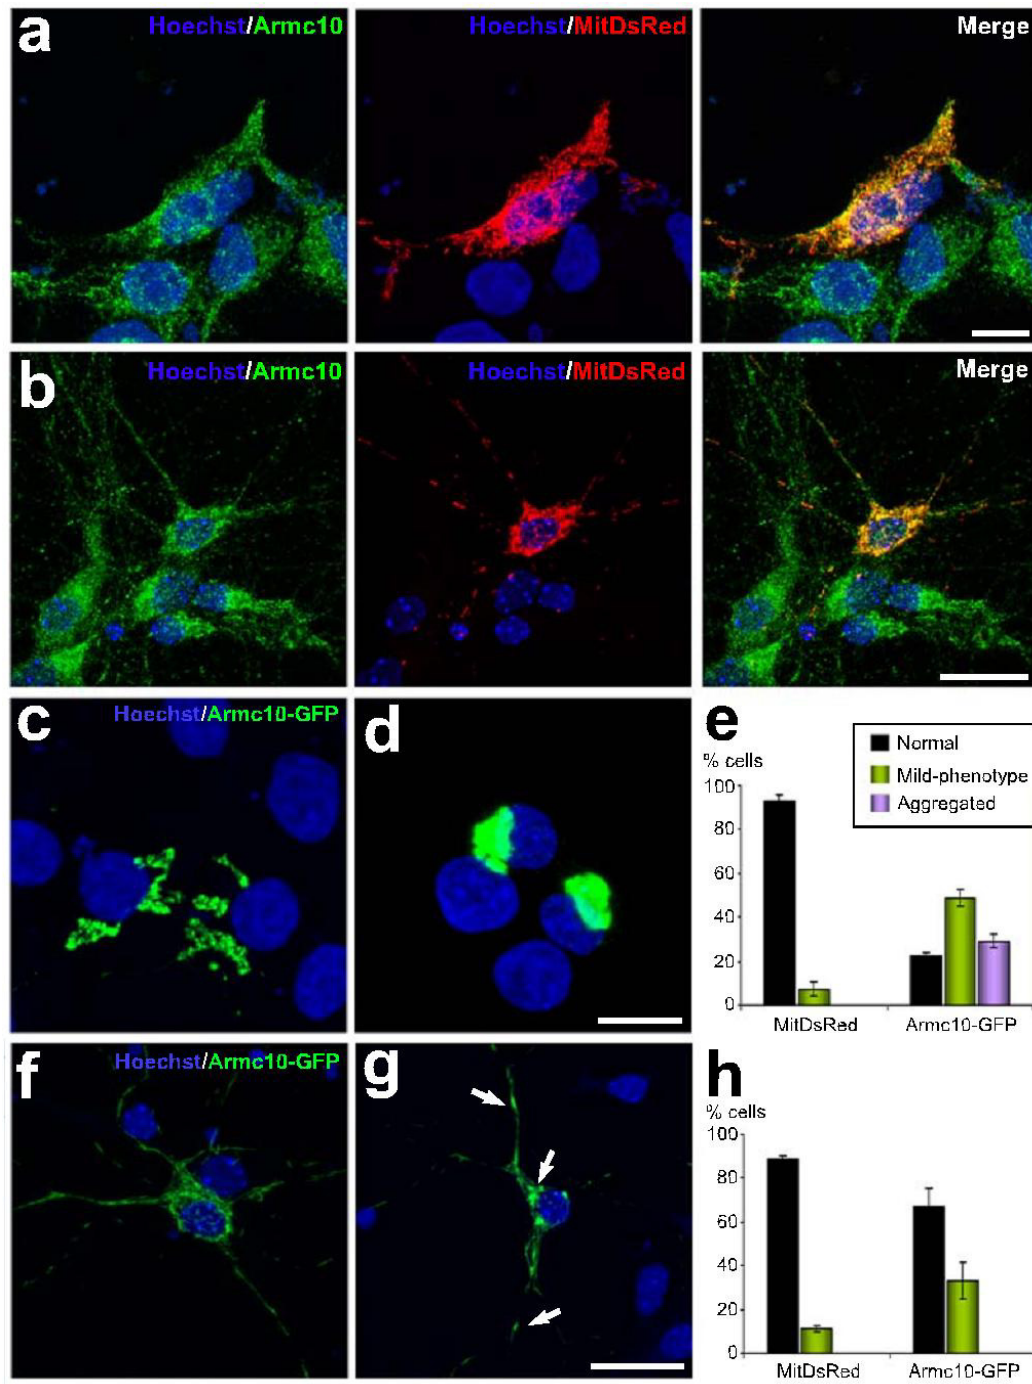 a
Hoechst/Armc10
Hoechst/MitDsRed
Merge
b
Hoechst/Armc10
Hoechst/MitDsRed
Merge
c
Hoechst/Armc10-GFP
d
e
Normal
Mild-phenotype
Aggregated
% cells
100
80
60
40
20
0
MitDsRed
Armc10-GFP
f
Hoechst/Armc10-GFP
g
h
% cells
100
80
60
40
20
0
MitDsRed
Armc10-GFP